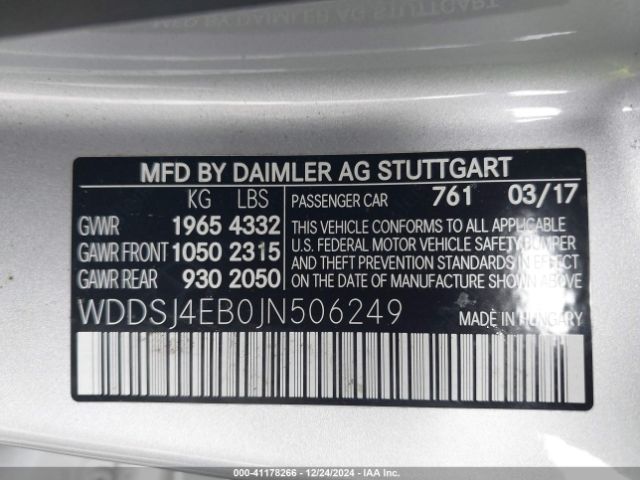 MFD BY DAIMLER AG STUTTGART
KG LBS
PASSENGER CAR 761 03/17
GVWR 1965 4332
GAWR FRONT 1050 2315
GAWR REAR 930 2050
THIS VEHICLE CONFORMS TO ALL APPLICABLE
U.S. FEDERAL MOTOR VEHICLE SAFETY, BUMPER
AND THEFT PREVENTION STANDARDS IN EFFECT
ON THE DATE OF MANUFACTURE SHOWN ABOVE.
WDDSJ4EB0JN506249
MADE IN HUNGARY
000-41178266 - 12/24/2024 - IAAI, Inc.